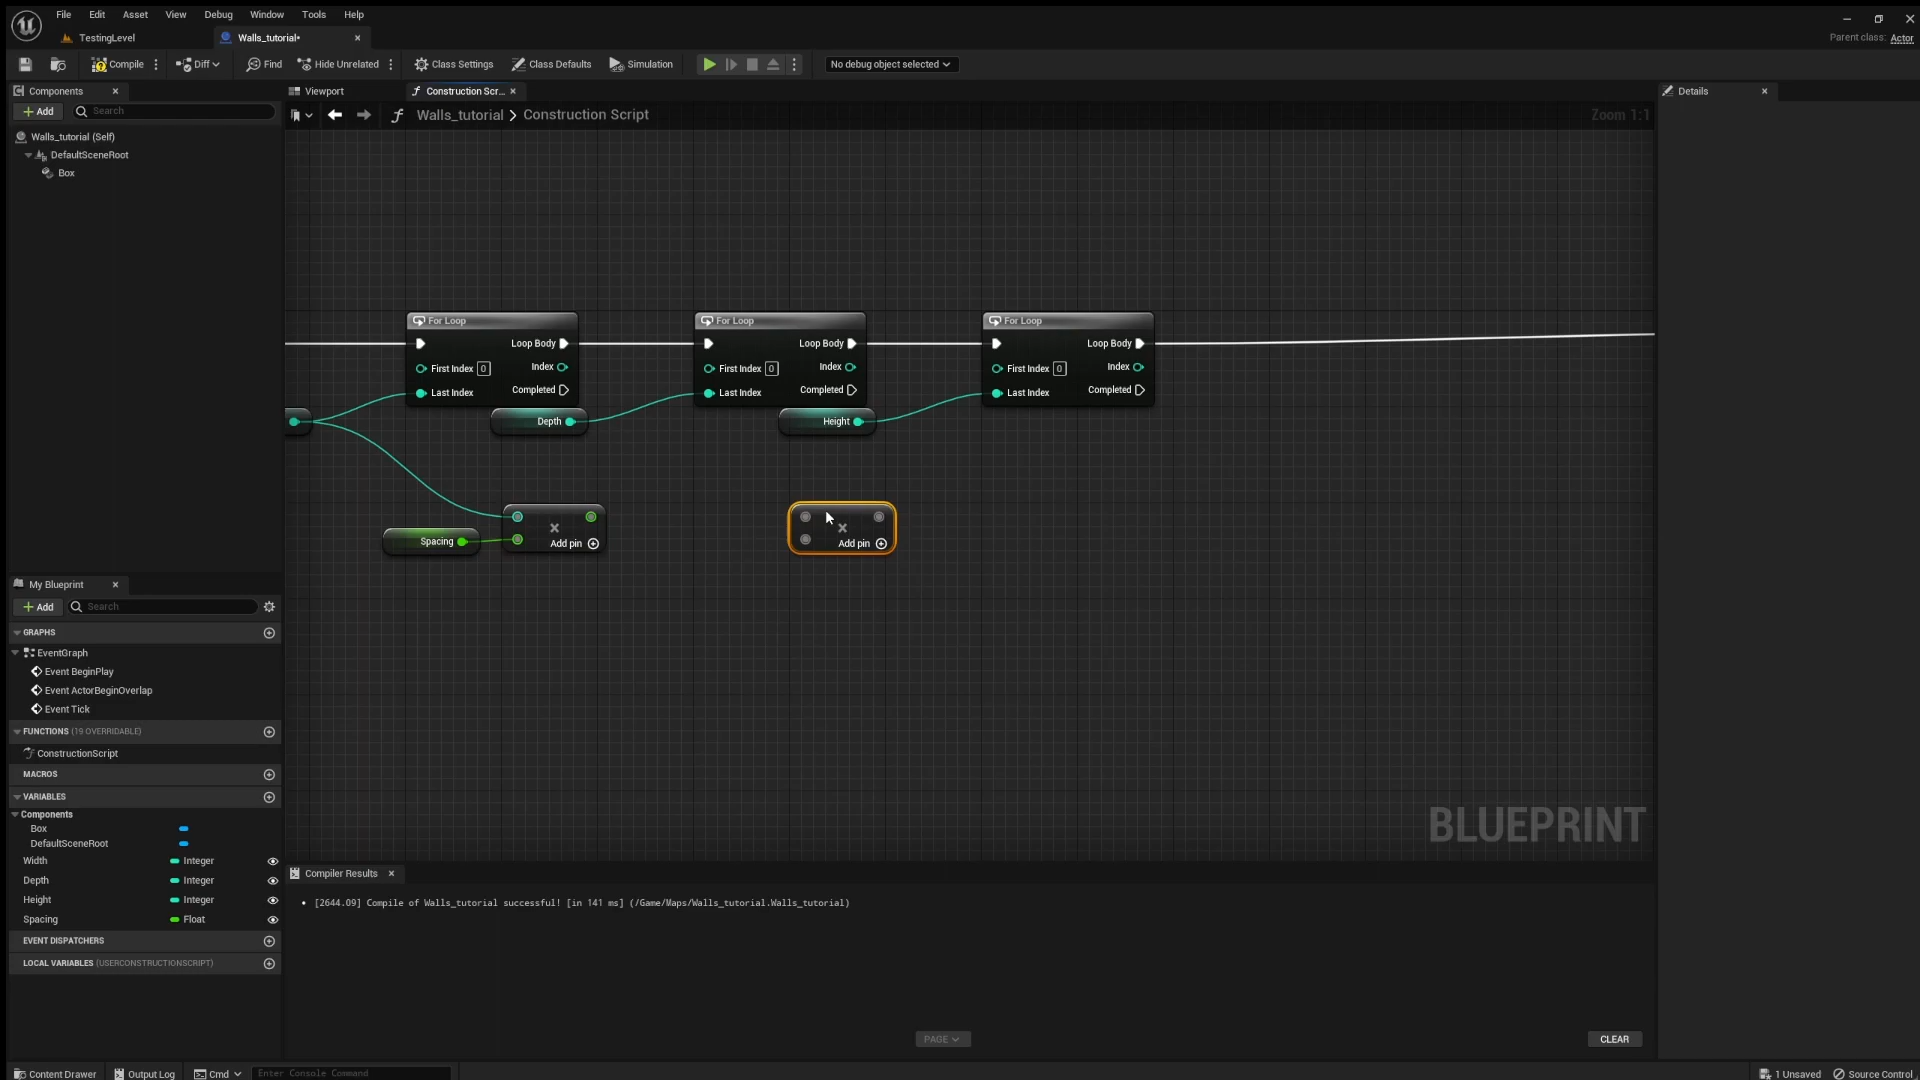 File Edit Asset View Debug Window Tools Help
TestingLevel
Walls_tutorial*
Parent class: Actor
Compile
Diff
Find
Hide Unrelated
Class Settings
Class Defaults
Simulation
No debug object selected
Components
Viewport
Construction Scr...
Details
Add
Search
Walls_tutorial > Construction Script
Zoom 1:1
Walls_tutorial (Self)
DefaultSceneRoot
Box
For Loop
Loop Body
First Index 0
Index
Last Index
Completed
For Loop
Loop Body
First Index 0
Index
Last Index
Completed
For Loop
Loop Body
First Index 0
Index
Last Index
Completed
Depth
Height
Spacing
Add pin
Add pin
My Blueprint
Add
Search
GRAPHS
EventGraph
Event BeginPlay
Event ActorBeginOverlap
Event Tick
FUNCTIONS (19 OVERRIDABLE)
ConstructionScript
MACROS
VARIABLES
Components
Box
DefaultSceneRoot
Width Integer
Depth Integer
Height Integer
Spacing Float
EVENT DISPATCHERS
LOCAL VARIABLES (USERCONSTRUCTIONSCRIPT)
BLUEPRINT
Compiler Results
[2644.09] Compile of Walls_tutorial successful! [in 141 ms] (/Game/Maps/Walls_tutorial.Walls_tutorial)
PAGE
CLEAR
Content Drawer
Output Log
Cmd
Enter Console Command
1 Unsaved
Source Control